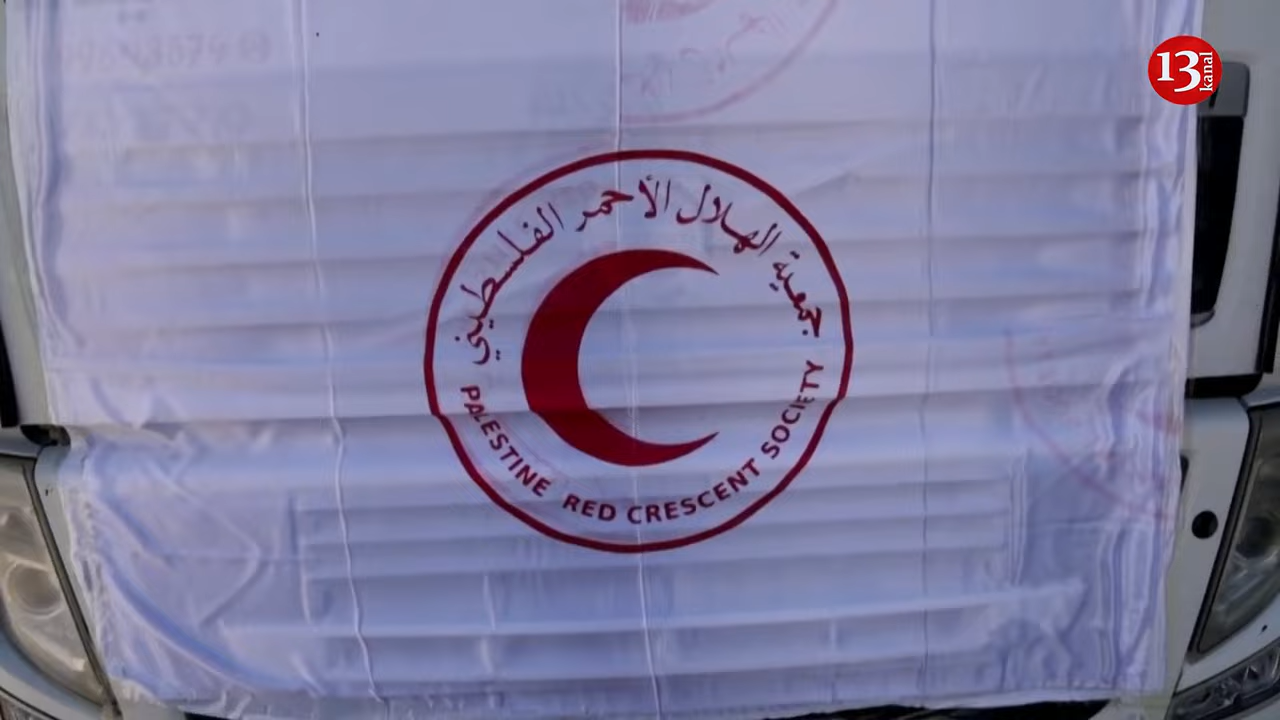 13 kanal
جمعية الهلال الأحمر الفلسطيني
PALESTINE RED CRESCENT SOCIETY